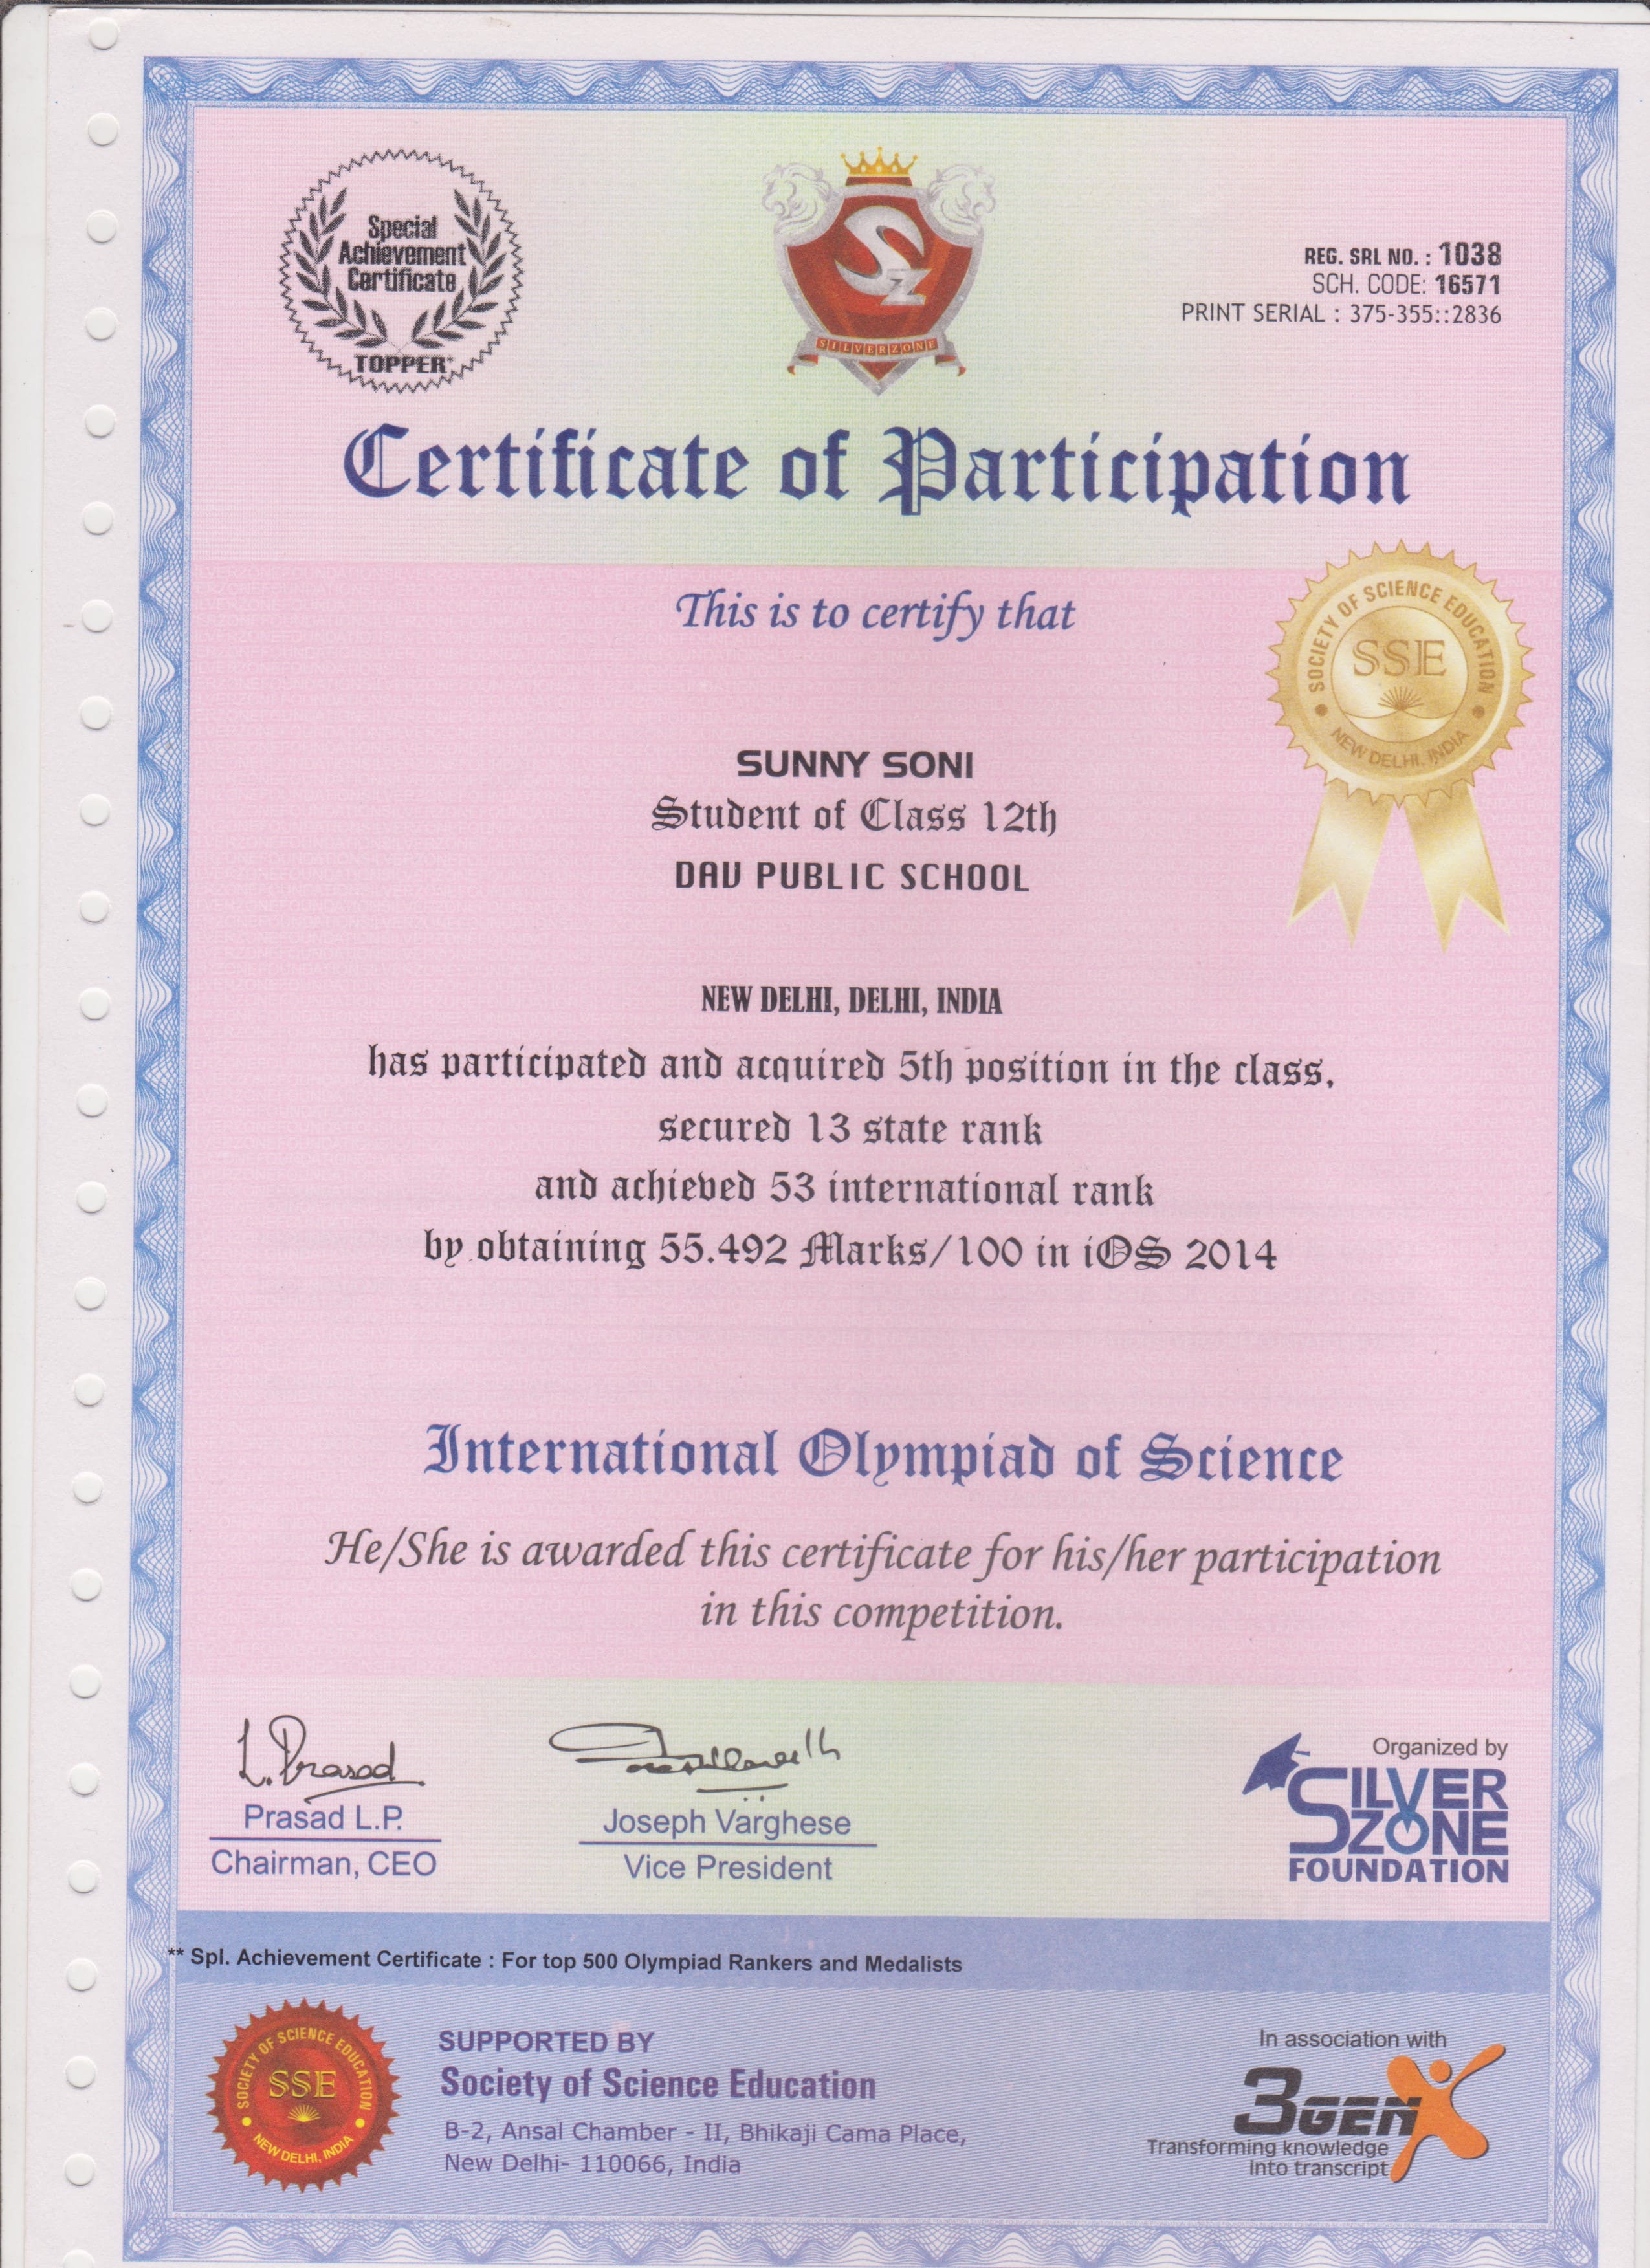 Special
Achievement
Certificate
TOPPER*
SZ
SILVERZONE
REG. SRL NO. : 1038
SCH. CODE: 16571
PRINT SERIAL : 375-355::2836
Certificate of Participation
This is to certify that
SOCIETY OF SCIENCE EDUCATION
SSE
NEW DELHI, INDIA
SUNNY SONI
Student of Class 12th
DAV PUBLIC SCHOOL
NEW DELHI, DELHI, INDIA
has participated and acquired 5th position in the class,
secured 13 state rank
and achieved 53 international rank
by obtaining 55.492 Marks/100 in iOS 2014
International Olympiad of Science
He/She is awarded this certificate for his/her participation
in this competition.
L. Prasad
Prasad L.P.
Chairman, CEO
Joseph Varghese
Vice President
Organized by
SILVER
ZONE
FOUNDATION
** Spl. Achievement Certificate : For top 500 Olympiad Rankers and Medalists
SOCIETY OF SCIENCE EDUCATION
SSE
NEW DELHI, INDIA
SUPPORTED BY
Society of Science Education
B-2, Ansal Chamber - II, Bhikaji Cama Place,
New Delhi- 110066, India
In association with
3GENX
Transforming knowledge
into transcript